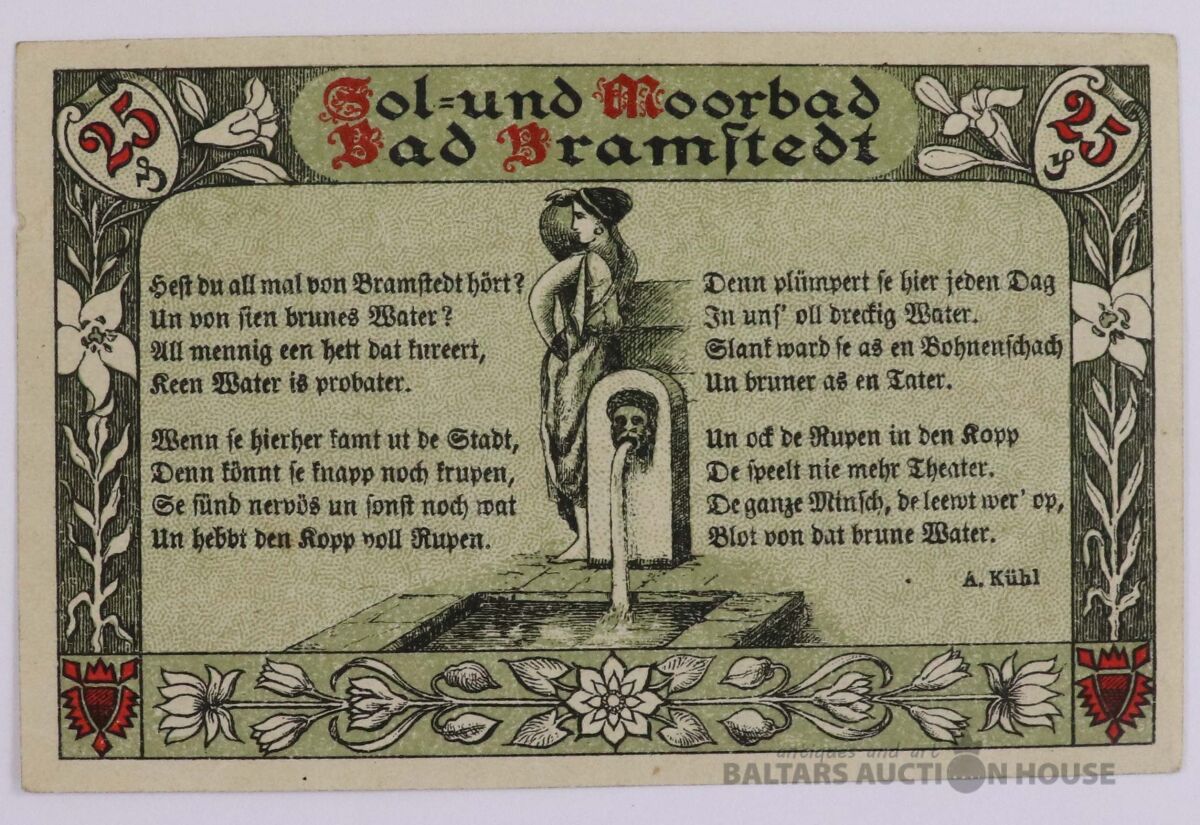 25 ₰
Sol- und Moorbad
Bad Bramstedt
25 ₰
Hest du all mal von Bramstedt hört?
Un von sien brunes Water?
All mennig een hett dat kureert,
Keen Water is probater.
Wenn se hierher kamt ut de Stadt,
Denn könnt se knapp noch krupen,
Se sünd nervös un sonst noch wat
Un hebbt den Kopp voll Rupen.
Denn plümpert se hier jeden Dag
In uns' oll dreckig Water.
Slank ward se as en Bohnenschach
Un bruner as en Tater.
Un ock de Rupen in den Kopp
De speelt nie mehr Theater.
De ganze Minsch, de leewt wer' op,
Blot von dat brune Water.
A. Kühl
antiques and art
BALTARS AUCTION HOUSE